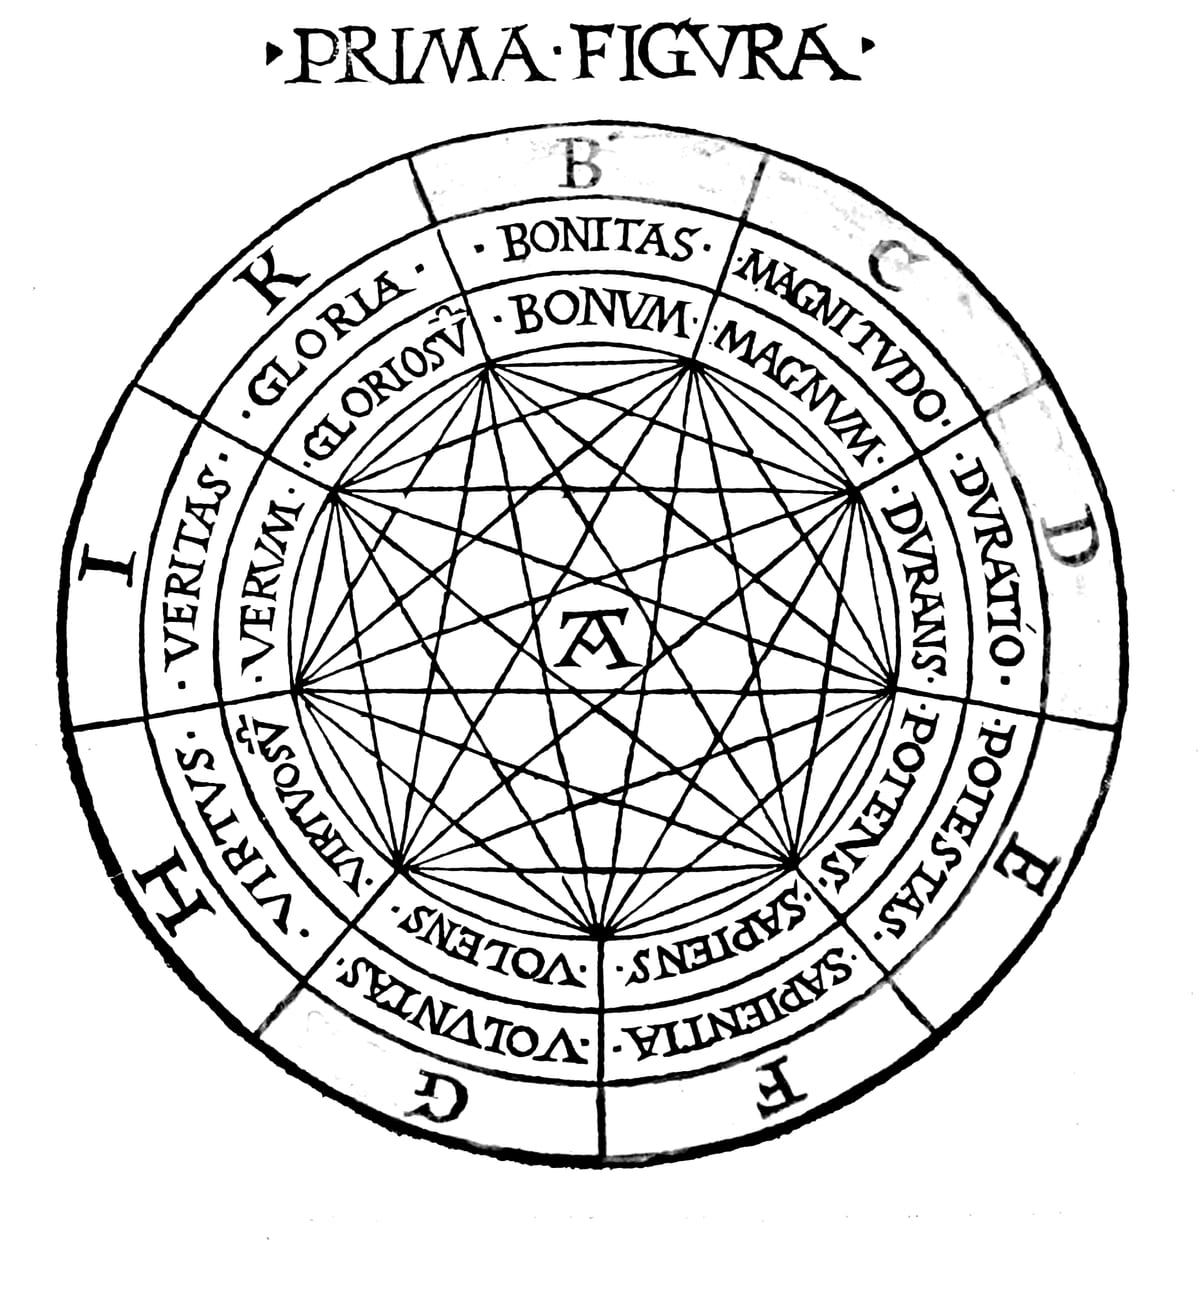 ▸PRIMA·FIGVRA·
B
C
D
E
F
G
H
I
K
·BONITAS·
·MAGNITVDO·
·DVRATIO·
·POTESTAS·
·SAPIENTIA·
·VOLVNTAS·
·VIRTVS·
·VERITAS·
·GLORIA·
·BONVM·
·MAGNVM·
·DVRANS·
·POTENS·
·SAPIENS·
·VOLENS·
·VIRTVOSV̄
·VERVM·
·GLORIOSV̄
A